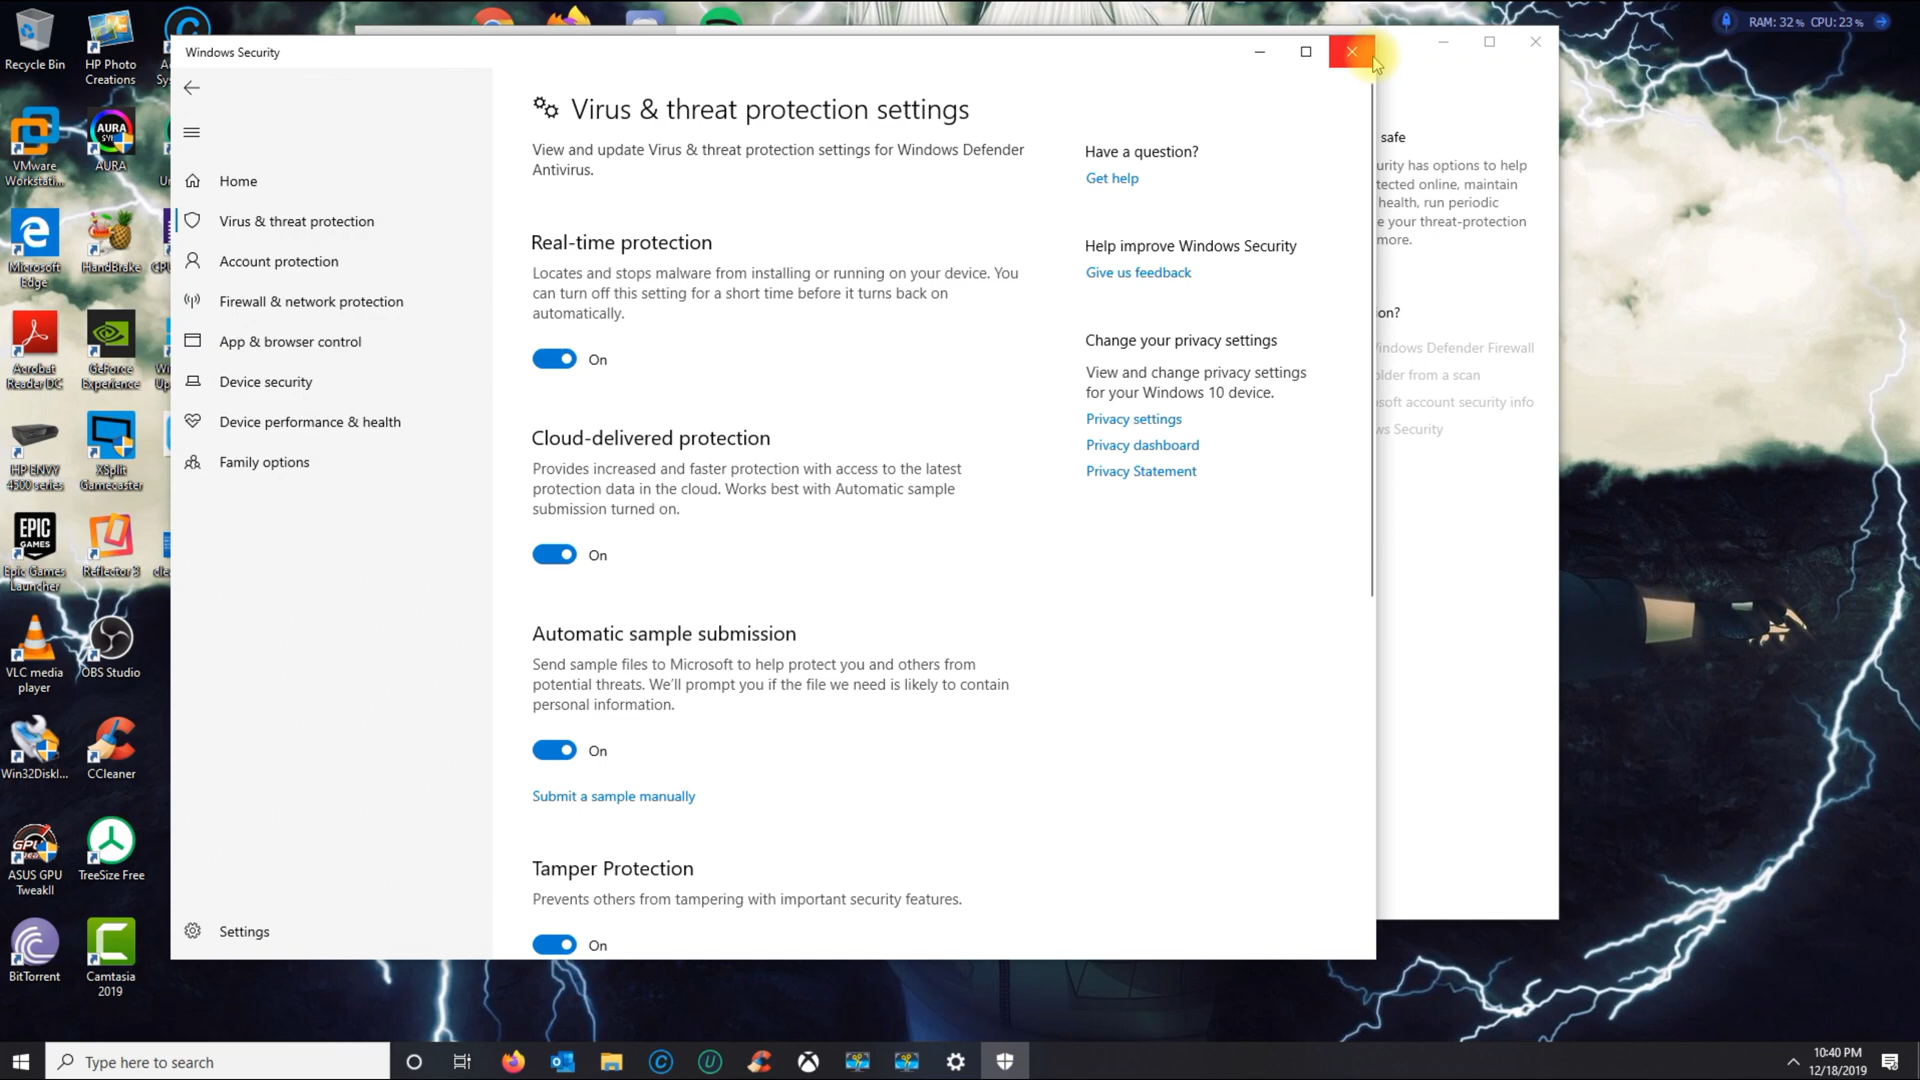 Recycle Bin
HP Photo
Creations
VMware
Workstati...
AURA
Microsoft
Edge
HandBrake
Acrobat
Reader DC
GeForce
Experience
HP ENVY
4500 series
XSplit
Gamecaster
EPIC
GAMES
Epic Games
Launcher
Reflector 3
VLC media
player
OBS Studio
Win32DiskI...
CCleaner
ASUS GPU
TweakII
TreeSize Free
BitTorrent
Camtasia
2019
RAM: 32 % CPU: 23 %
Windows Security
Home
Virus & threat protection
Account protection
Firewall & network protection
App & browser control
Device security
Device performance & health
Family options
Settings
Virus & threat protection settings
View and update Virus & threat protection settings for Windows Defender
Antivirus.
Real-time protection
Locates and stops malware from installing or running on your device. You
can turn off this setting for a short time before it turns back on
automatically.
On
Cloud-delivered protection
Provides increased and faster protection with access to the latest
protection data in the cloud. Works best with Automatic sample
submission turned on.
On
Automatic sample submission
Send sample files to Microsoft to help protect you and others from
potential threats. We'll prompt you if the file we need is likely to contain
personal information.
On
Submit a sample manually
Tamper Protection
Prevents others from tampering with important security features.
On
Have a question?
Get help
Help improve Windows Security
Give us feedback
Change your privacy settings
View and change privacy settings
for your Windows 10 device.
Privacy settings
Privacy dashboard
Privacy Statement
safe
urity has options to help
tected online, maintain
health, run periodic
e your threat-protection
more.
on?
indows Defender Firewall
older from a scan
soft account security info
ws Security
Type here to search
10:40 PM
12/18/2019